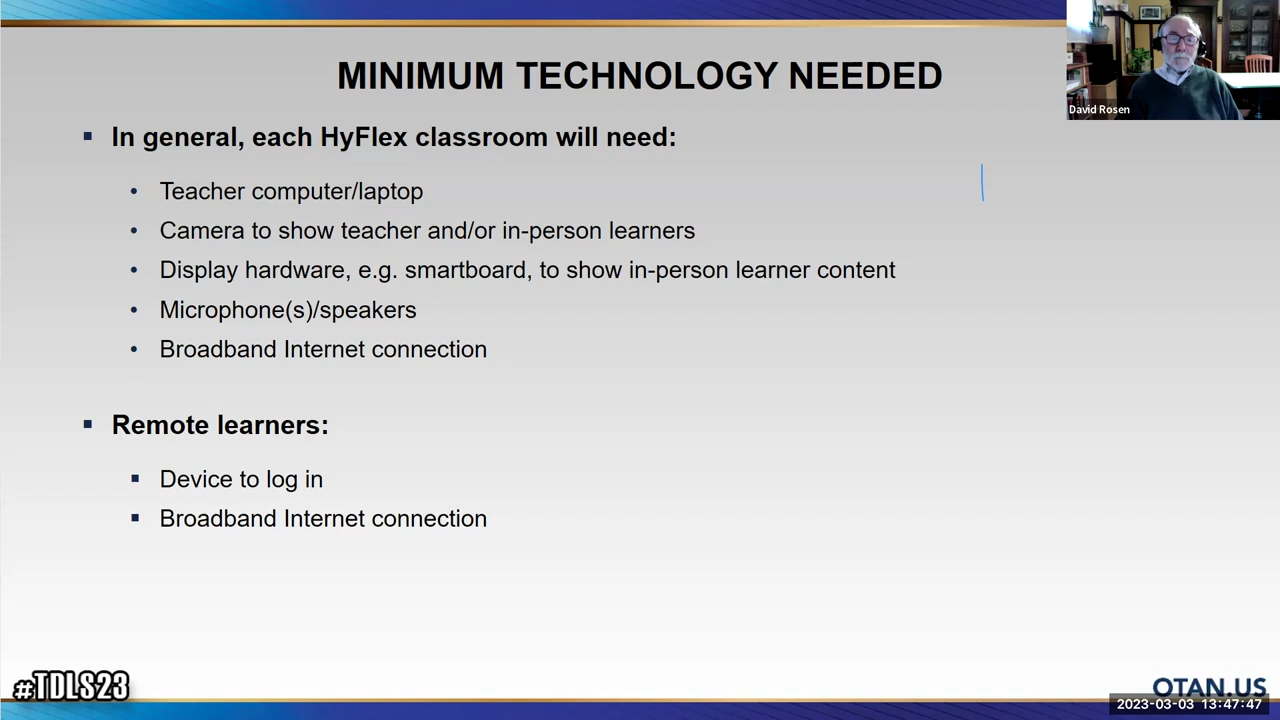 MINIMUM TECHNOLOGY NEEDED
David Rosen
▪ In general, each HyFlex classroom will need:
• Teacher computer/laptop
• Camera to show teacher and/or in-person learners
• Display hardware, e.g. smartboard, to show in-person learner content
• Microphone(s)/speakers
• Broadband Internet connection
▪ Remote learners:
▪ Device to log in
▪ Broadband Internet connection
#TDLS23
OTAN.US
2023-03-03 13:47:47